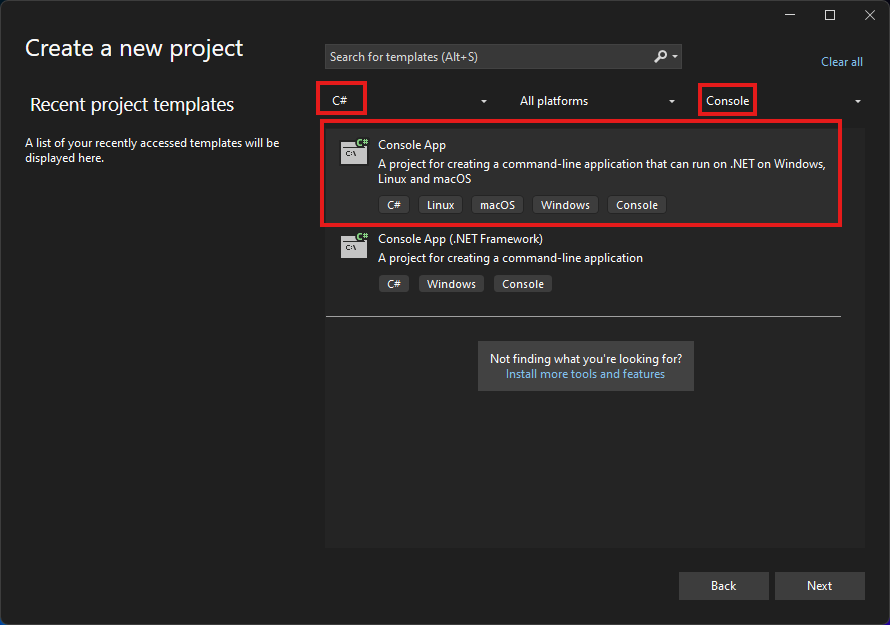 Create a new project
Search for templates (Alt+S)
Clear all
Recent project templates
C#
All platforms
Console
A list of your recently accessed templates will be
displayed here.
C#
C:\
Console App
A project for creating a command-line application that can run on .NET on Windows,
Linux and macOS
C# Linux macOS Windows Console
C#
C:\
Console App (.NET Framework)
A project for creating a command-line application
C# Windows Console
Not finding what you're looking for?
Install more tools and features
Back
Next